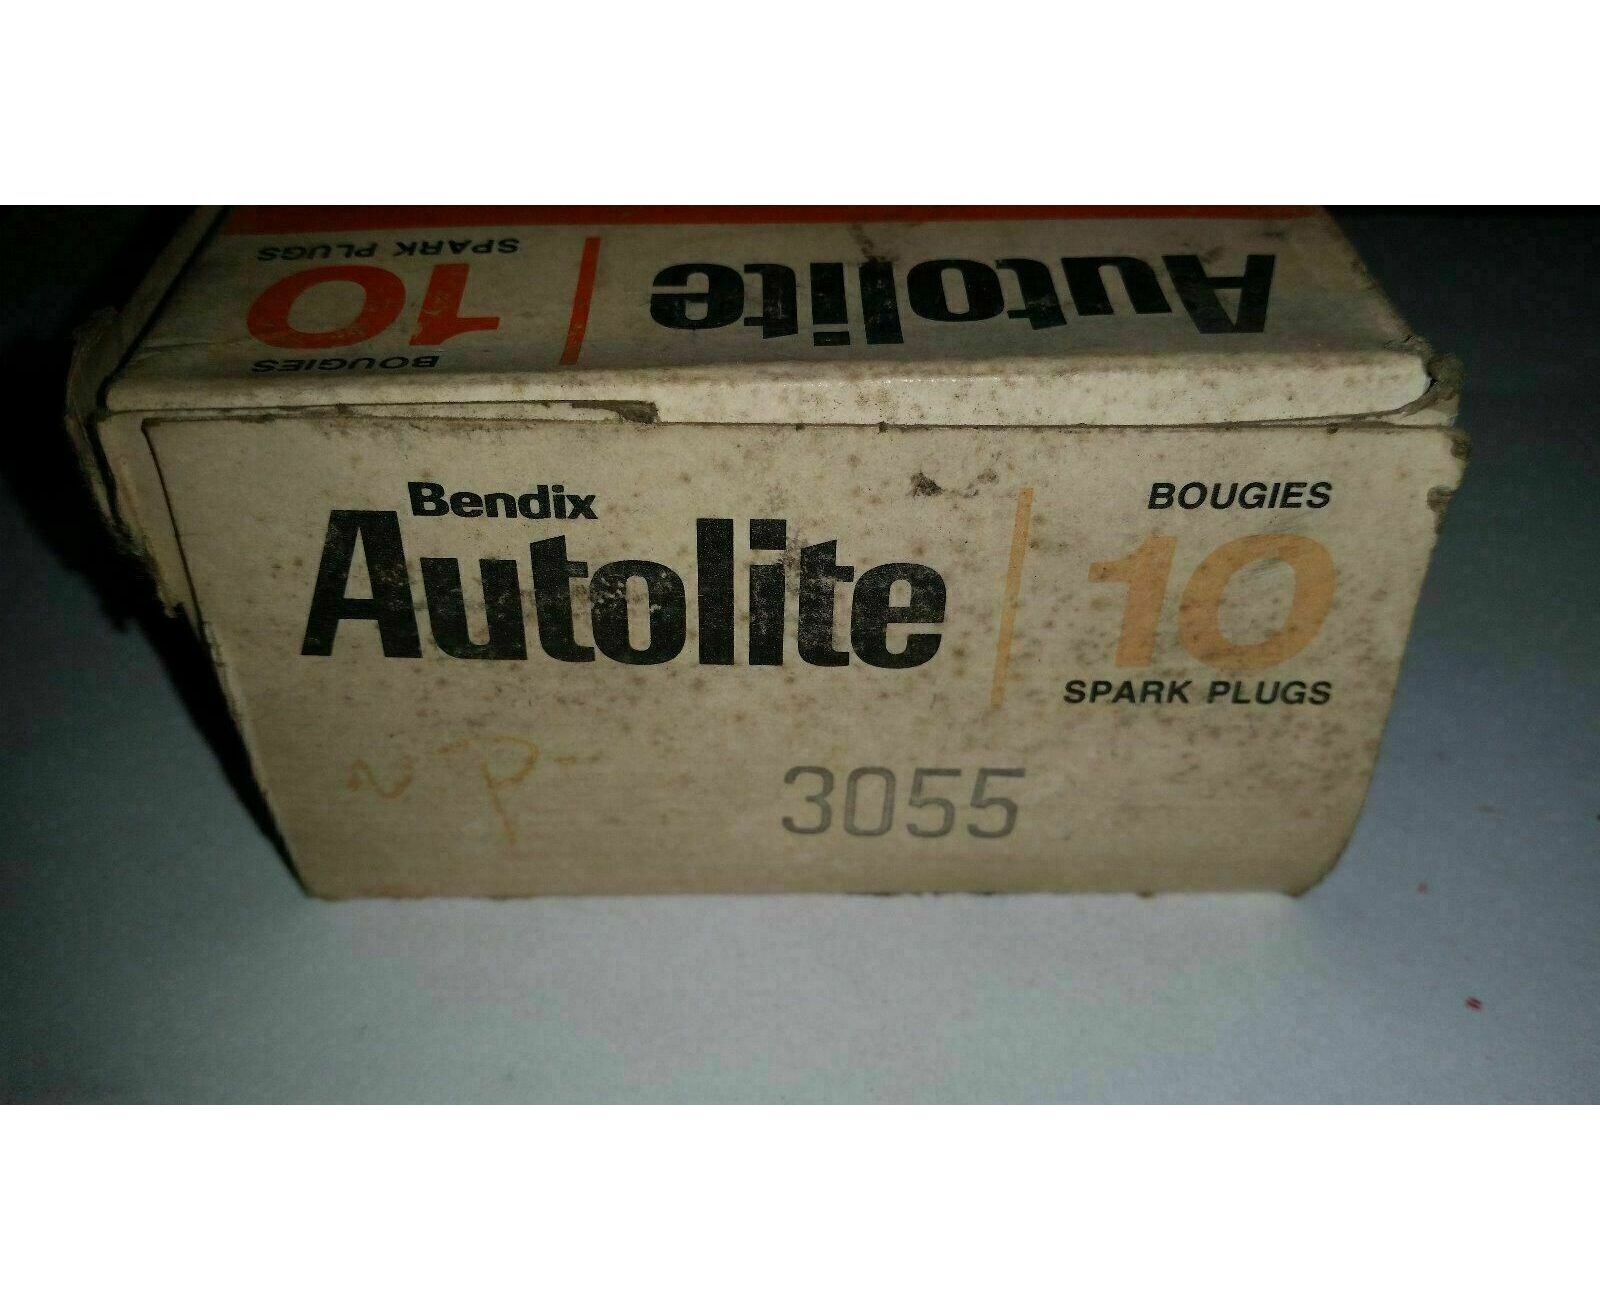 SPARK PLUGS
10
BOUGIES
Autolite
Bendix
Autolite
BOUGIES
10
SPARK PLUGS
3055